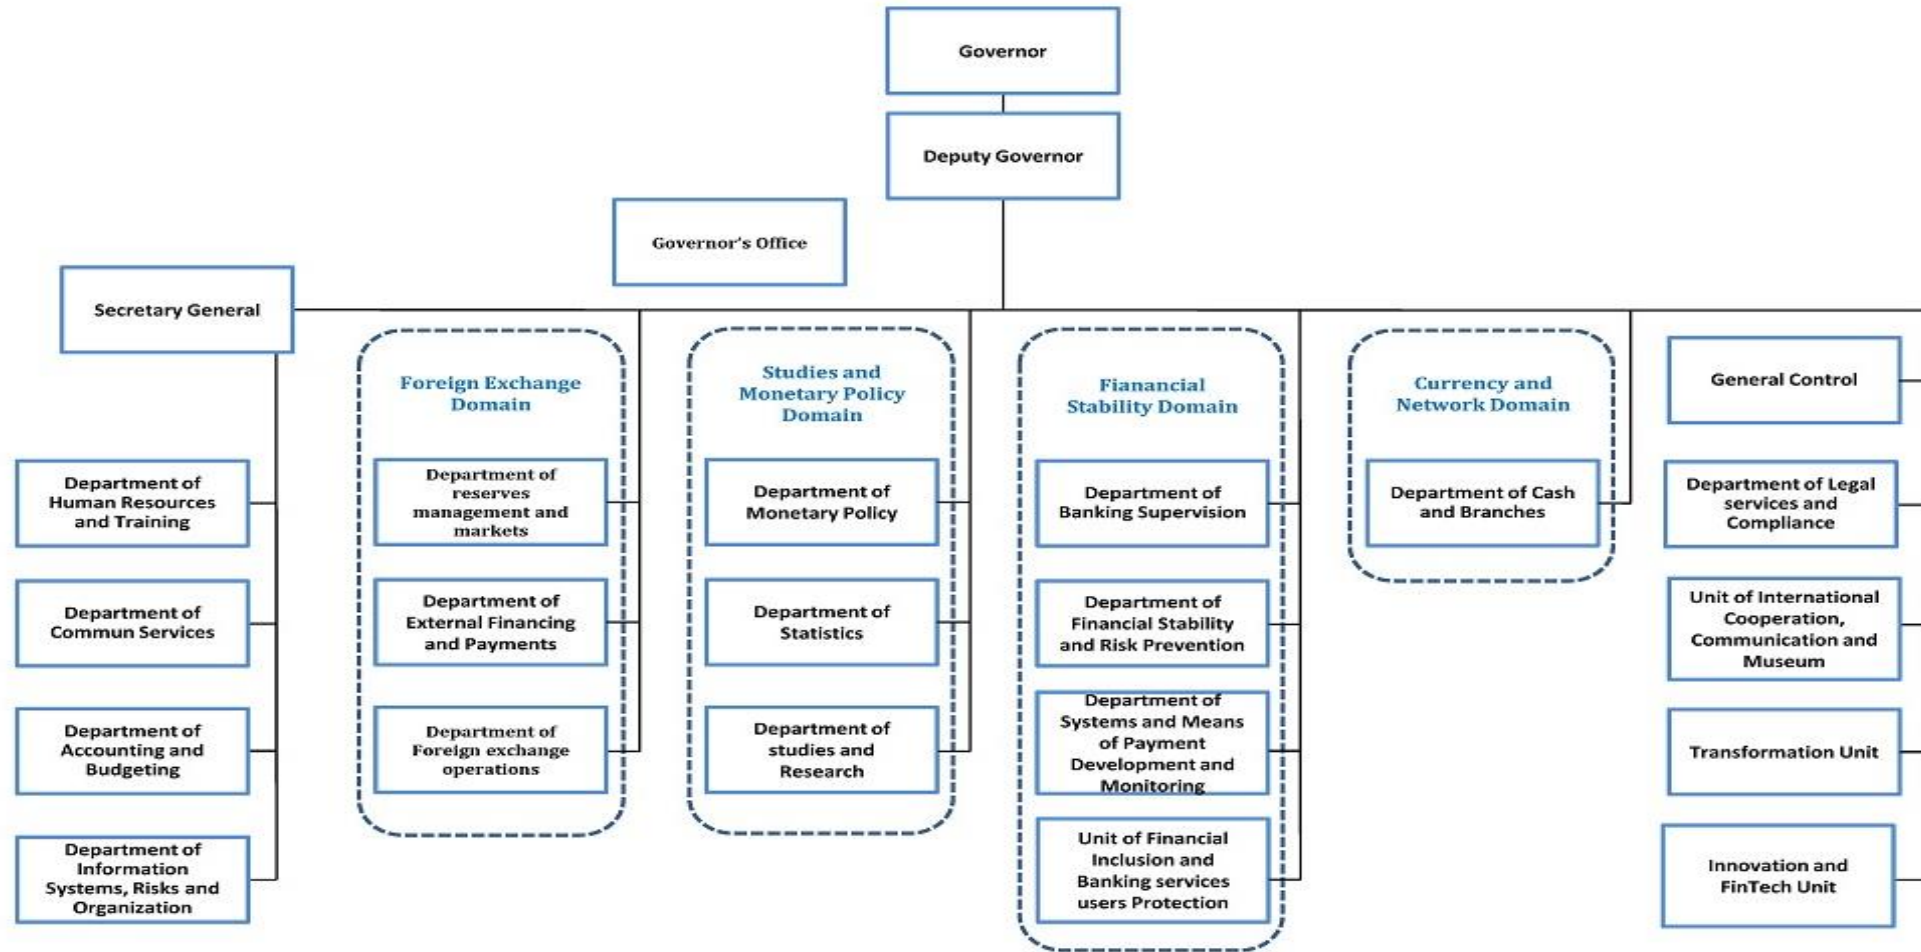 Governor
Deputy Governor
Governor's Office
Secretary General
Department of
Human Resources
and Training
Department of
Commun Services
Department of
Accounting and
Budgeting
Department of
Information
Systems, Risks and
Organization
Foreign Exchange
Domain
Department of
reserves
management and
markets
Department of
External Financing
and Payments
Department of
Foreign exchange
operations
Studies and
Monetary Policy
Domain
Department of
Monetary Policy
Department of
Statistics
Department of
studies and
Research
Fianancial
Stability Domain
Department of
Banking Supervision
Department of
Financial Stability
and Risk Prevention
Department of
Systems and Means
of Payment
Development and
Monitoring
Unit of Financial
Inclusion and
Banking services
users Protection
Currency and
Network Domain
Department of Cash
and Branches
General Control
Department of Legal
services and
Compliance
Unit of International
Cooperation,
Communication and
Museum
Transformation Unit
Innovation and
FinTech Unit